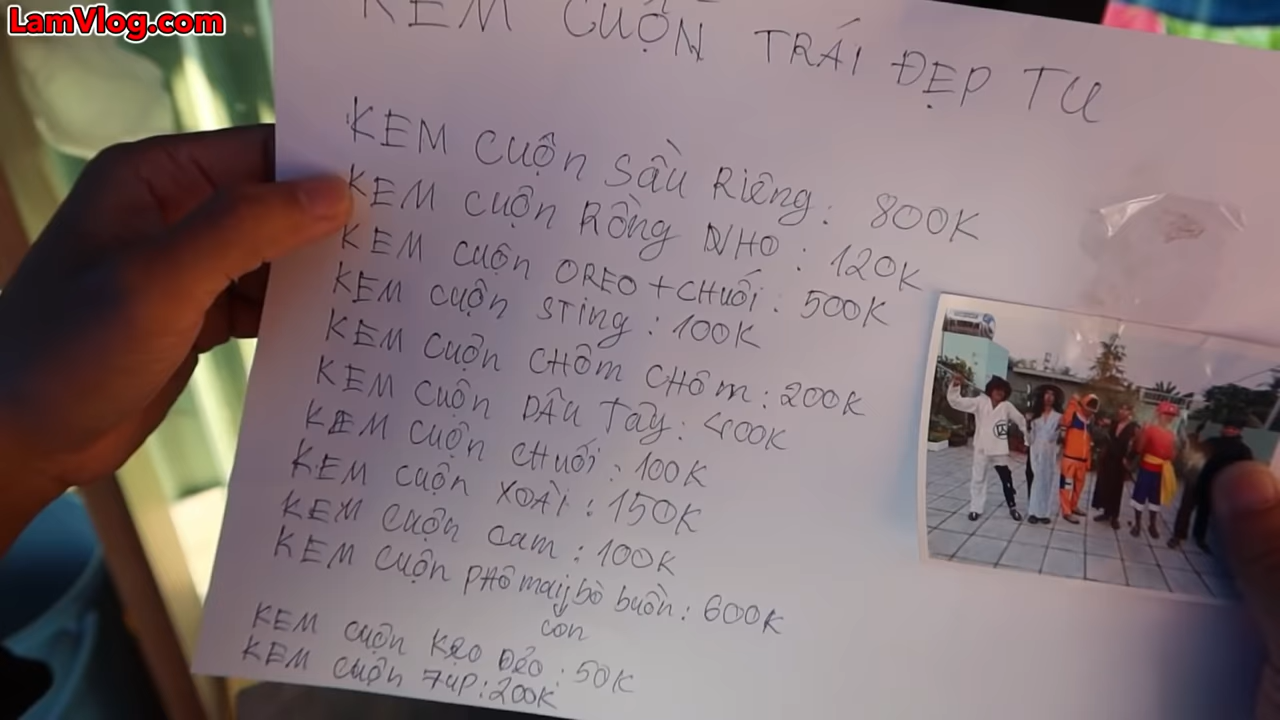 LamVlog.com
KEM CUỘN TRÁI ĐẸP TU
KEM CUỘN SẦU RIÊNG: 800K
KEM CUỘN RỒNG NHO: 120K
KEM CUỘN OREO + CHUỐI: 500K
KEM CUỘN STING: 100K
KEM CUỘN CHÔM CHÔM: 200K
KEM CUỘN DÂU TÂY: 400K
KEM CUỘN CHUỐI: 100K
KEM CUỘN XOÀI: 150K
KEM CUỘN CAM: 100K
KEM CUỘN PHÔ mai bò buồn: 600K
con
KEM CUỘN KẸO DẺO: 50K
KEM CUỘN 7UP: 200K